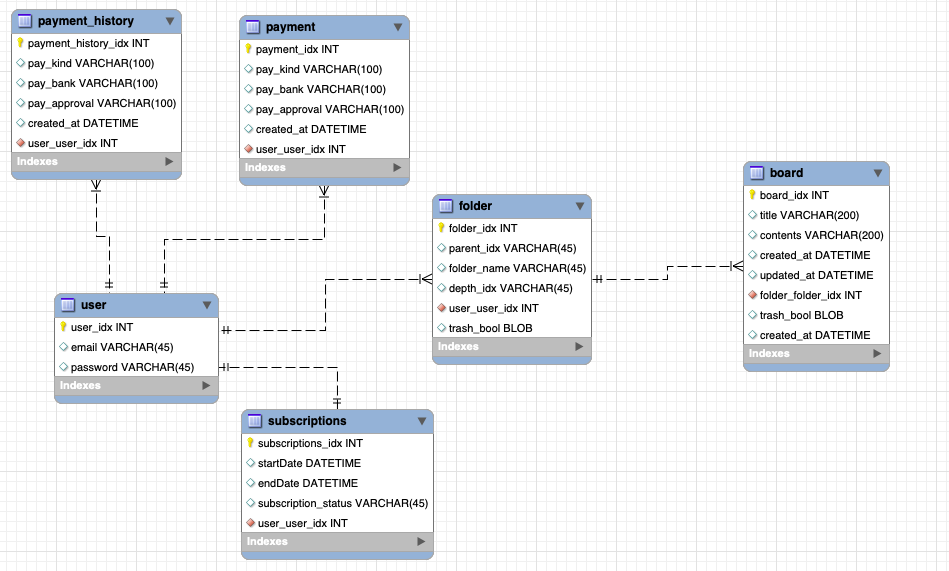 payment_history
payment_history_idx INT
pay_kind VARCHAR(100)
pay_bank VARCHAR(100)
pay_approval VARCHAR(100)
created_at DATETIME
user_user_idx INT
Indexes
payment
payment_idx INT
pay_kind VARCHAR(100)
pay_bank VARCHAR(100)
pay_approval VARCHAR(100)
created_at DATETIME
user_user_idx INT
Indexes
folder
folder_idx INT
parent_idx VARCHAR(45)
folder_name VARCHAR(45)
depth_idx VARCHAR(45)
user_user_idx INT
trash_bool BLOB
Indexes
board
board_idx INT
title VARCHAR(200)
contents VARCHAR(200)
created_at DATETIME
updated_at DATETIME
folder_folder_idx INT
trash_bool BLOB
created_at DATETIME
Indexes
user
user_idx INT
email VARCHAR(45)
password VARCHAR(45)
Indexes
subscriptions
subscriptions_idx INT
startDate DATETIME
endDate DATETIME
subscription_status VARCHAR(45)
user_user_idx INT
Indexes